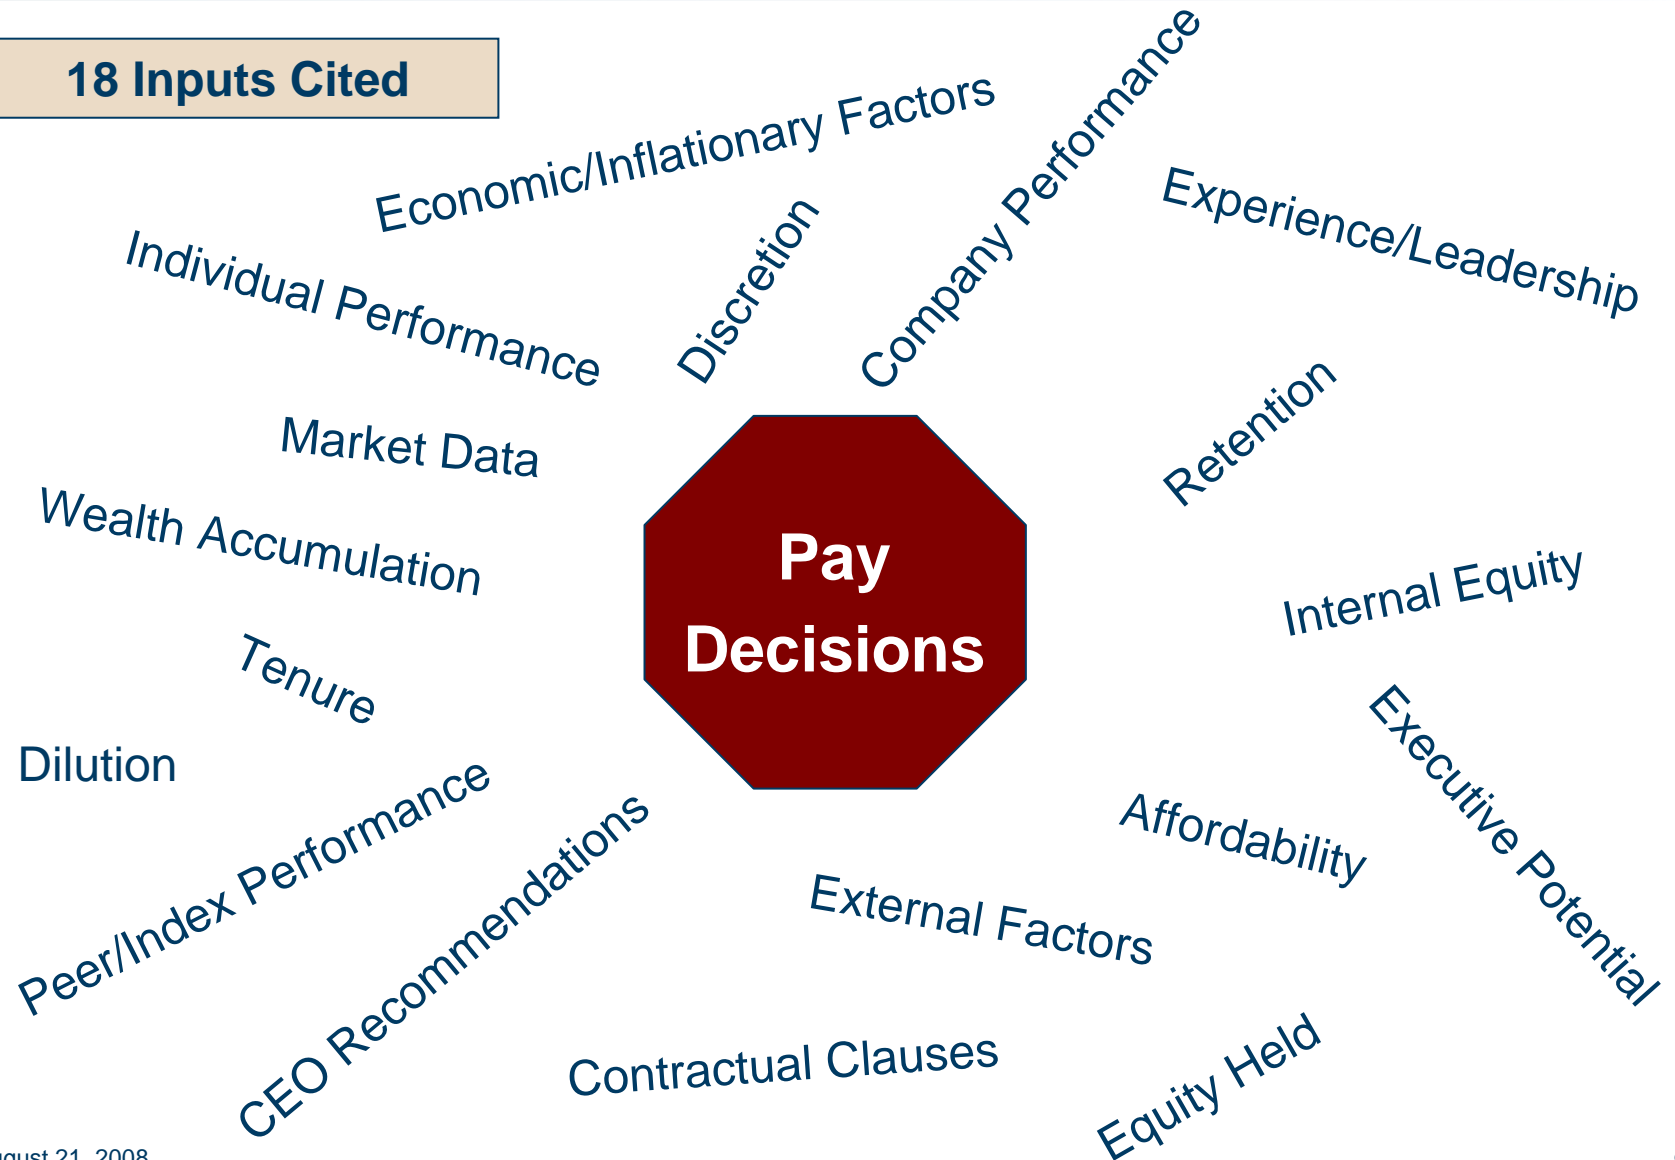 18 Inputs Cited
Economic/Inflationary Factors
Company Performance
Experience/Leadership
Individual Performance
Discretion
Retention
Market Data
Wealth Accumulation
Pay
Decisions
Internal Equity
Tenure
Dilution
Executive Potential
Peer/Index Performance
CEO Recommendations
Affordability
External Factors
Contractual Clauses
Equity Held
21, 2008